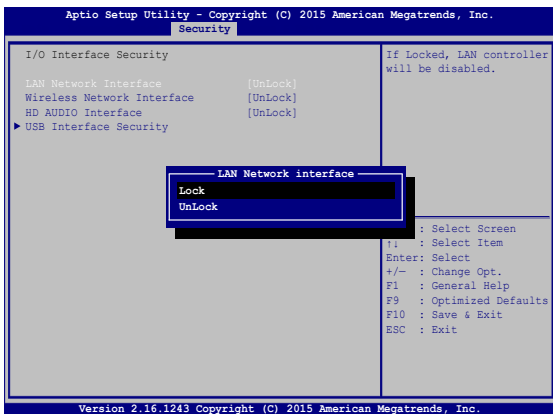 Aptio Setup Utility - Copyright (C) 2015 American Megatrends, Inc.
Security
I/O Interface Security
LAN Network Interface [UnLock]
Wireless Network Interface [UnLock]
HD AUDIO Interface [UnLock]
▶ USB Interface Security
If Locked, LAN controller
will be disabled.
LAN Network interface
Lock
UnLock
: Select Screen
↑↓ : Select Item
Enter: Select
+/— : Change Opt.
F1 : General Help
F9 : Optimized Defaults
F10 : Save & Exit
ESC : Exit
Version 2.16.1243 Copyright (C) 2015 American Megatrends, Inc.